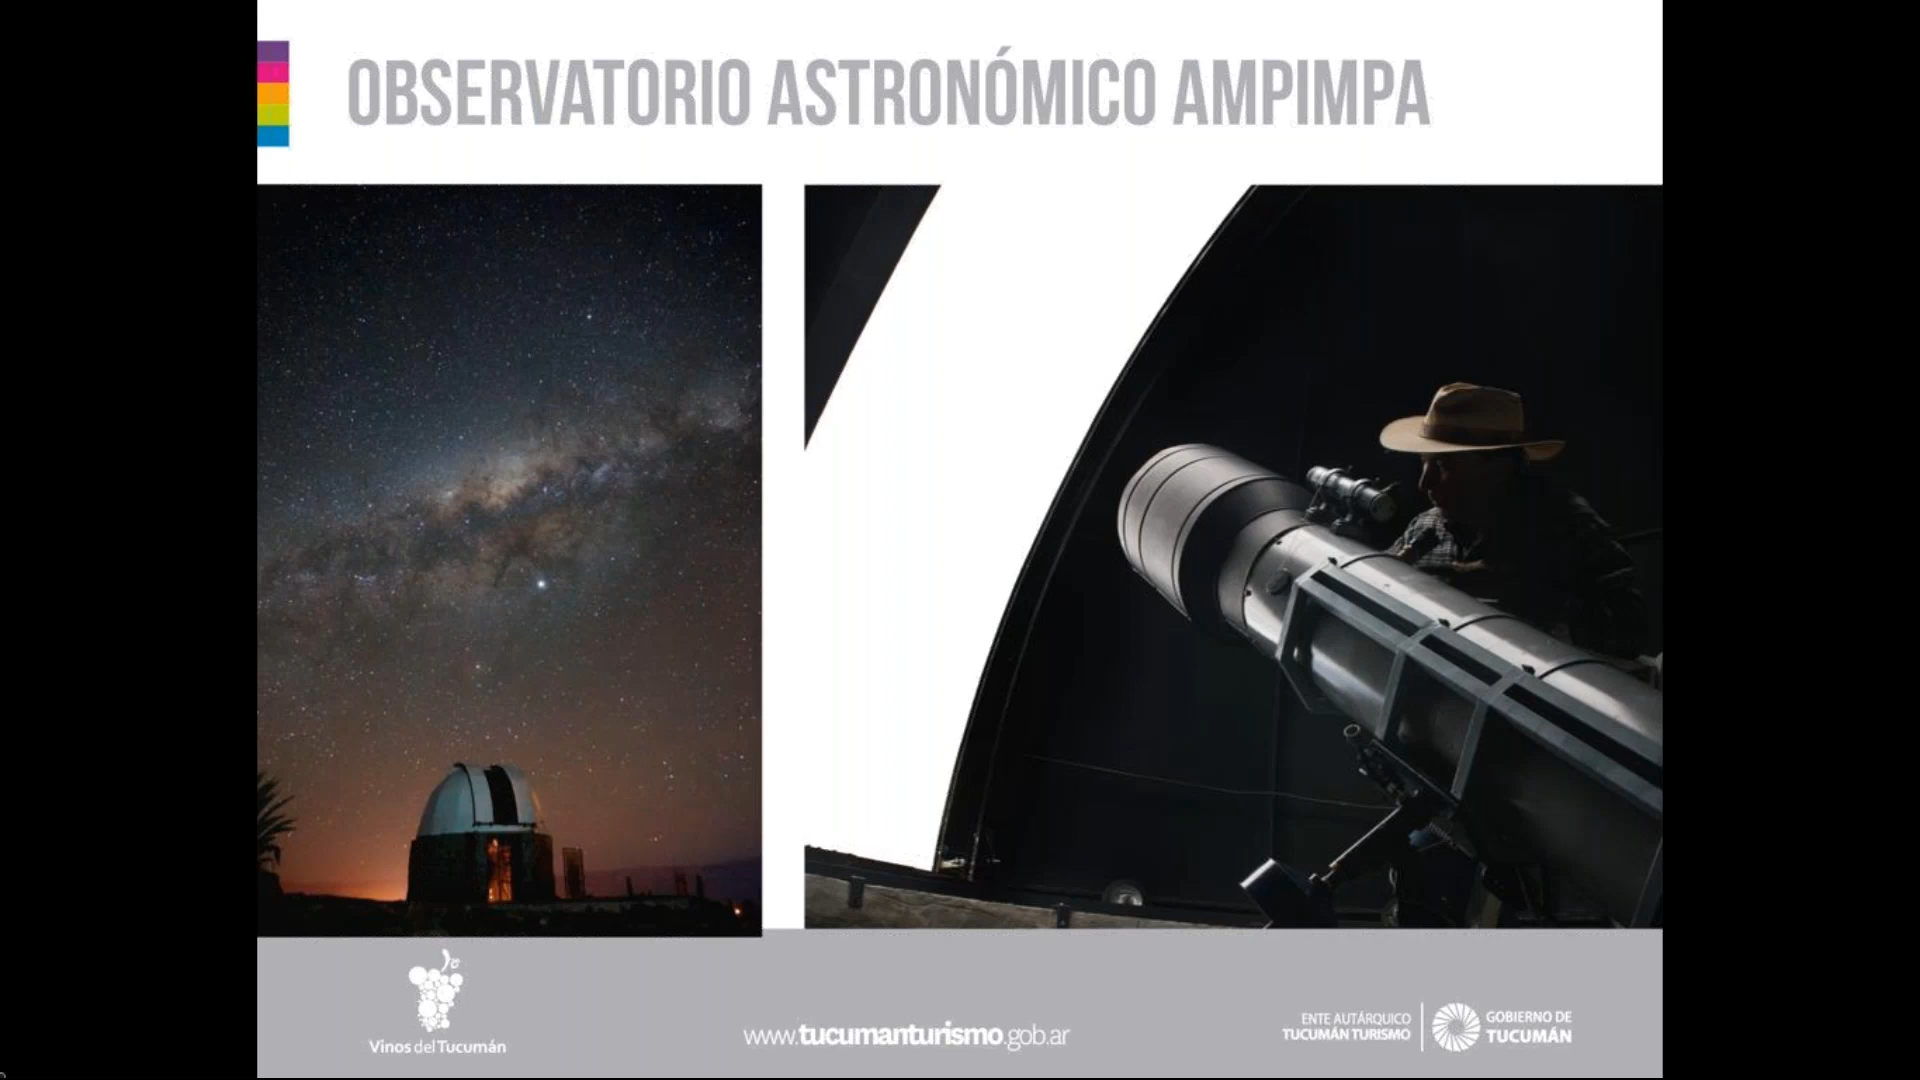 OBSERVATORIO ASTRONÓMICO AMPIMPA
Vinos del Tucumán
www.tucumanturismo.gob.ar
ENTE AUTÁRQUICO
TUCUMÁN TURISMO
GOBIERNO DE
TUCUMÁN